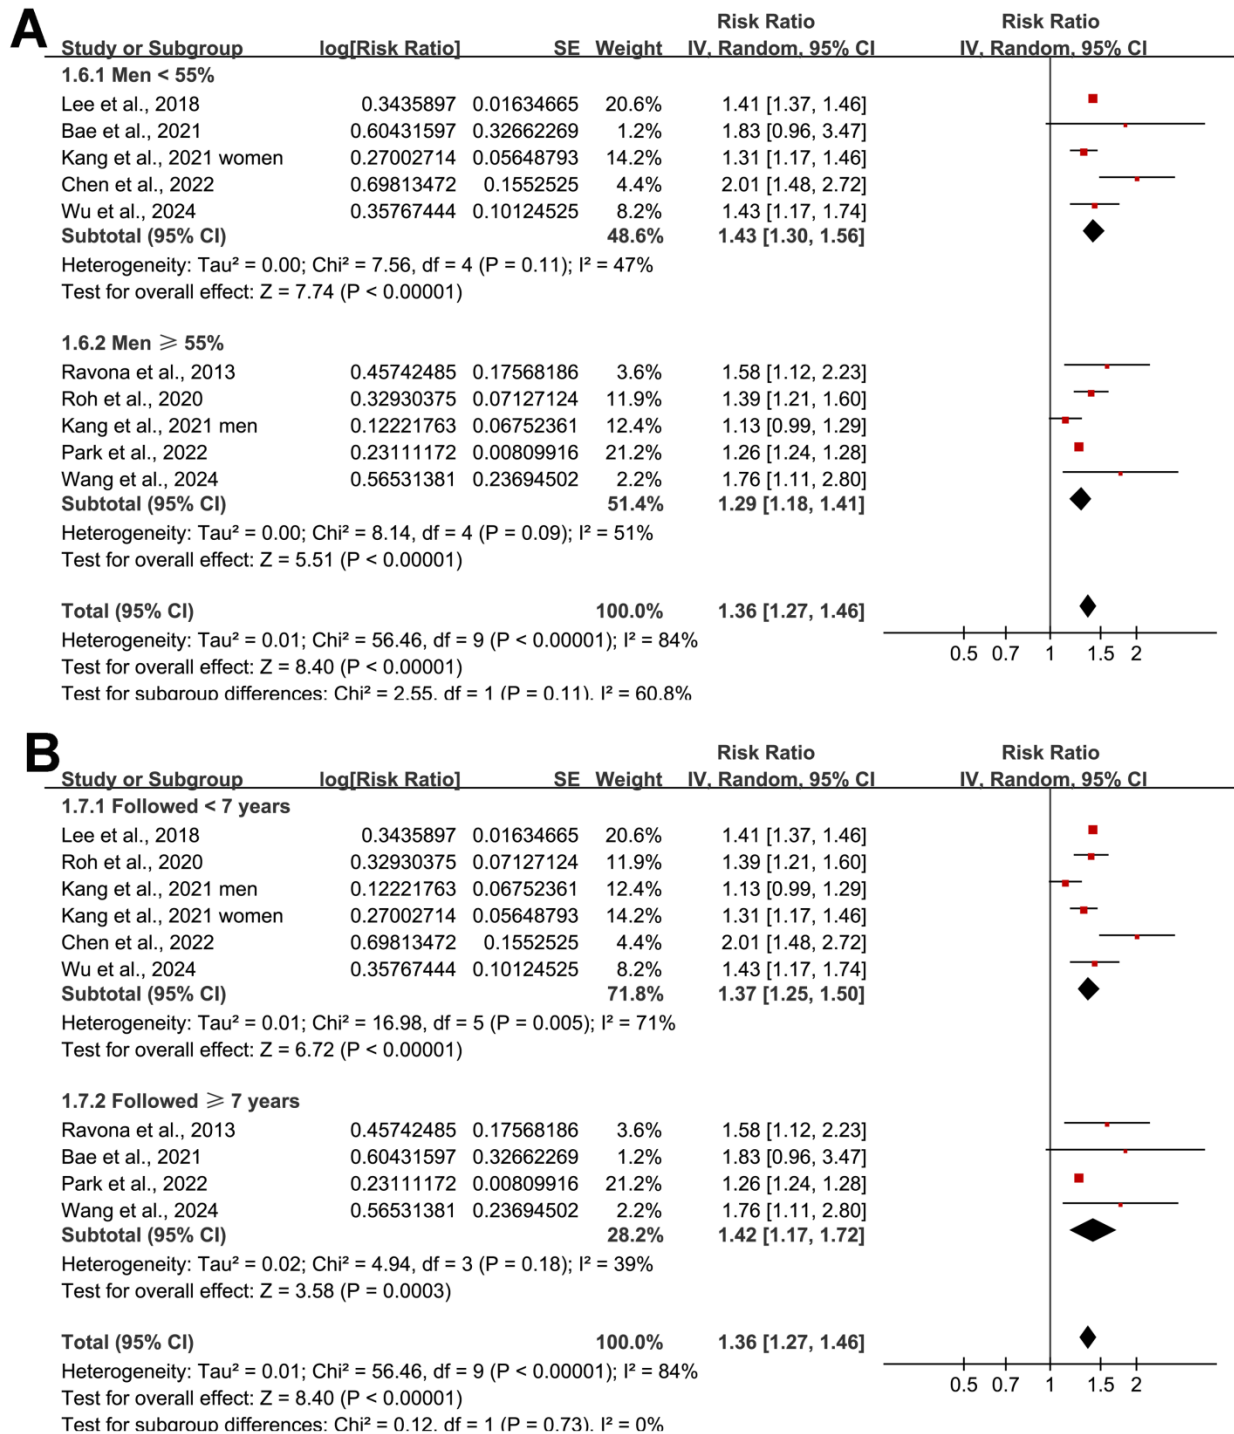 A
Risk Ratio Risk Ratio
Study or Subgroup log[Risk Ratio] SE Weight IV, Random, 95% CI IV, Random, 95% CI
1.6.1 Men < 55%
Lee et al., 2018 0.3435897 0.01634665 20.6% 1.41 [1.37, 1.46]
Bae et al., 2021 0.60431597 0.32662269 1.2% 1.83 [0.96, 3.47]
Kang et al., 2021 women 0.27002714 0.05648793 14.2% 1.31 [1.17, 1.46]
Chen et al., 2022 0.69813472 0.1552525 4.4% 2.01 [1.48, 2.72]
Wu et al., 2024 0.35767444 0.10124525 8.2% 1.43 [1.17, 1.74]
Subtotal (95% CI) 48.6% 1.43 [1.30, 1.56]
Heterogeneity: Tau² = 0.00; Chi² = 7.56, df = 4 (P = 0.11); I² = 47%
Test for overall effect: Z = 7.74 (P < 0.00001)
1.6.2 Men ⩾ 55%
Ravona et al., 2013 0.45742485 0.17568186 3.6% 1.58 [1.12, 2.23]
Roh et al., 2020 0.32930375 0.07127124 11.9% 1.39 [1.21, 1.60]
Kang et al., 2021 men 0.12221763 0.06752361 12.4% 1.13 [0.99, 1.29]
Park et al., 2022 0.23111172 0.00809916 21.2% 1.26 [1.24, 1.28]
Wang et al., 2024 0.56531381 0.23694502 2.2% 1.76 [1.11, 2.80]
Subtotal (95% CI) 51.4% 1.29 [1.18, 1.41]
Heterogeneity: Tau² = 0.00; Chi² = 8.14, df = 4 (P = 0.09); I² = 51%
Test for overall effect: Z = 5.51 (P < 0.00001)
Total (95% CI) 100.0% 1.36 [1.27, 1.46]
Heterogeneity: Tau² = 0.01; Chi² = 56.46, df = 9 (P < 0.00001); I² = 84%
Test for overall effect: Z = 8.40 (P < 0.00001)
Test for subgroup differences: Chi² = 2.55, df = 1 (P = 0.11), I² = 60.8%
0.5 0.7 1 1.5 2
B
Risk Ratio Risk Ratio
Study or Subgroup log[Risk Ratio] SE Weight IV, Random, 95% CI IV, Random, 95% CI
1.7.1 Followed < 7 years
Lee et al., 2018 0.3435897 0.01634665 20.6% 1.41 [1.37, 1.46]
Roh et al., 2020 0.32930375 0.07127124 11.9% 1.39 [1.21, 1.60]
Kang et al., 2021 men 0.12221763 0.06752361 12.4% 1.13 [0.99, 1.29]
Kang et al., 2021 women 0.27002714 0.05648793 14.2% 1.31 [1.17, 1.46]
Chen et al., 2022 0.69813472 0.1552525 4.4% 2.01 [1.48, 2.72]
Wu et al., 2024 0.35767444 0.10124525 8.2% 1.43 [1.17, 1.74]
Subtotal (95% CI) 71.8% 1.37 [1.25, 1.50]
Heterogeneity: Tau² = 0.01; Chi² = 16.98, df = 5 (P = 0.005); I² = 71%
Test for overall effect: Z = 6.72 (P < 0.00001)
1.7.2 Followed ⩾ 7 years
Ravona et al., 2013 0.45742485 0.17568186 3.6% 1.58 [1.12, 2.23]
Bae et al., 2021 0.60431597 0.32662269 1.2% 1.83 [0.96, 3.47]
Park et al., 2022 0.23111172 0.00809916 21.2% 1.26 [1.24, 1.28]
Wang et al., 2024 0.56531381 0.23694502 2.2% 1.76 [1.11, 2.80]
Subtotal (95% CI) 28.2% 1.42 [1.17, 1.72]
Heterogeneity: Tau² = 0.02; Chi² = 4.94, df = 3 (P = 0.18); I² = 39%
Test for overall effect: Z = 3.58 (P = 0.0003)
Total (95% CI) 100.0% 1.36 [1.27, 1.46]
Heterogeneity: Tau² = 0.01; Chi² = 56.46, df = 9 (P < 0.00001); I² = 84%
Test for overall effect: Z = 8.40 (P < 0.00001)
Test for subgroup differences: Chi² = 0.12, df = 1 (P = 0.73), I² = 0%
0.5 0.7 1 1.5 2